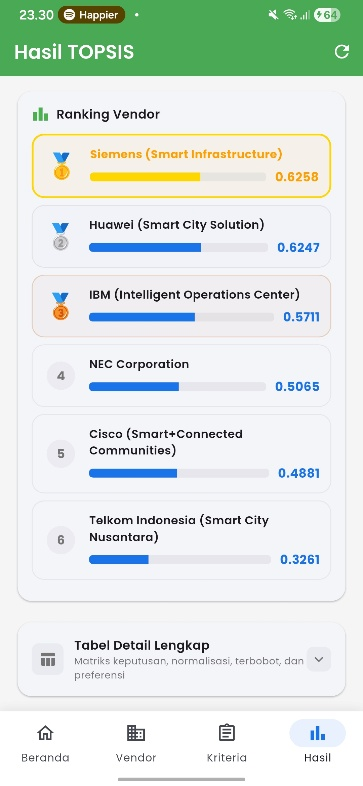 23.30 Happier 64
Hasil TOPSIS
Ranking Vendor
1
Siemens (Smart Infrastructure)
0.6258
2
Huawei (Smart City Solution)
0.6247
3
IBM (Intelligent Operations Center)
0.5711
4
NEC Corporation
0.5065
5
Cisco (Smart+Connected
Communities)
0.4881
6
Telkom Indonesia (Smart City
Nusantara)
0.3261
Tabel Detail Lengkap
Matriks keputusan, normalisasi, terbobot, dan
preferensi
Beranda Vendor Kriteria Hasil